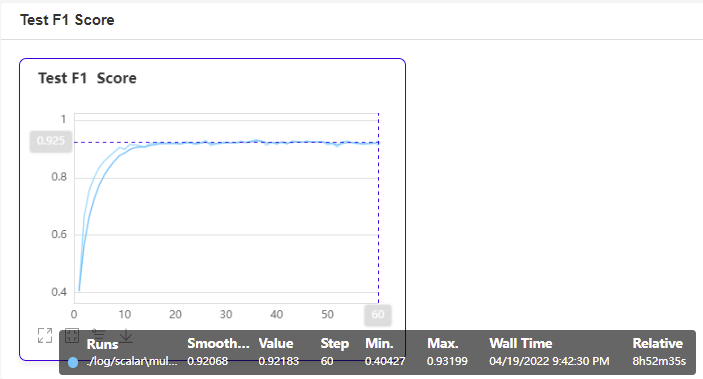 Test F1 Score
Test F1 Score
1
0.925
0.8
0.6
0.4
0 10 20 30 40 50 60
Runs Smooth... Value Step Min. Max. Wall Time Relative
./log/scalar\mul... 0.92068 0.92183 60 0.40427 0.93199 04/19/2022 9:42:30 PM 8h52m35s